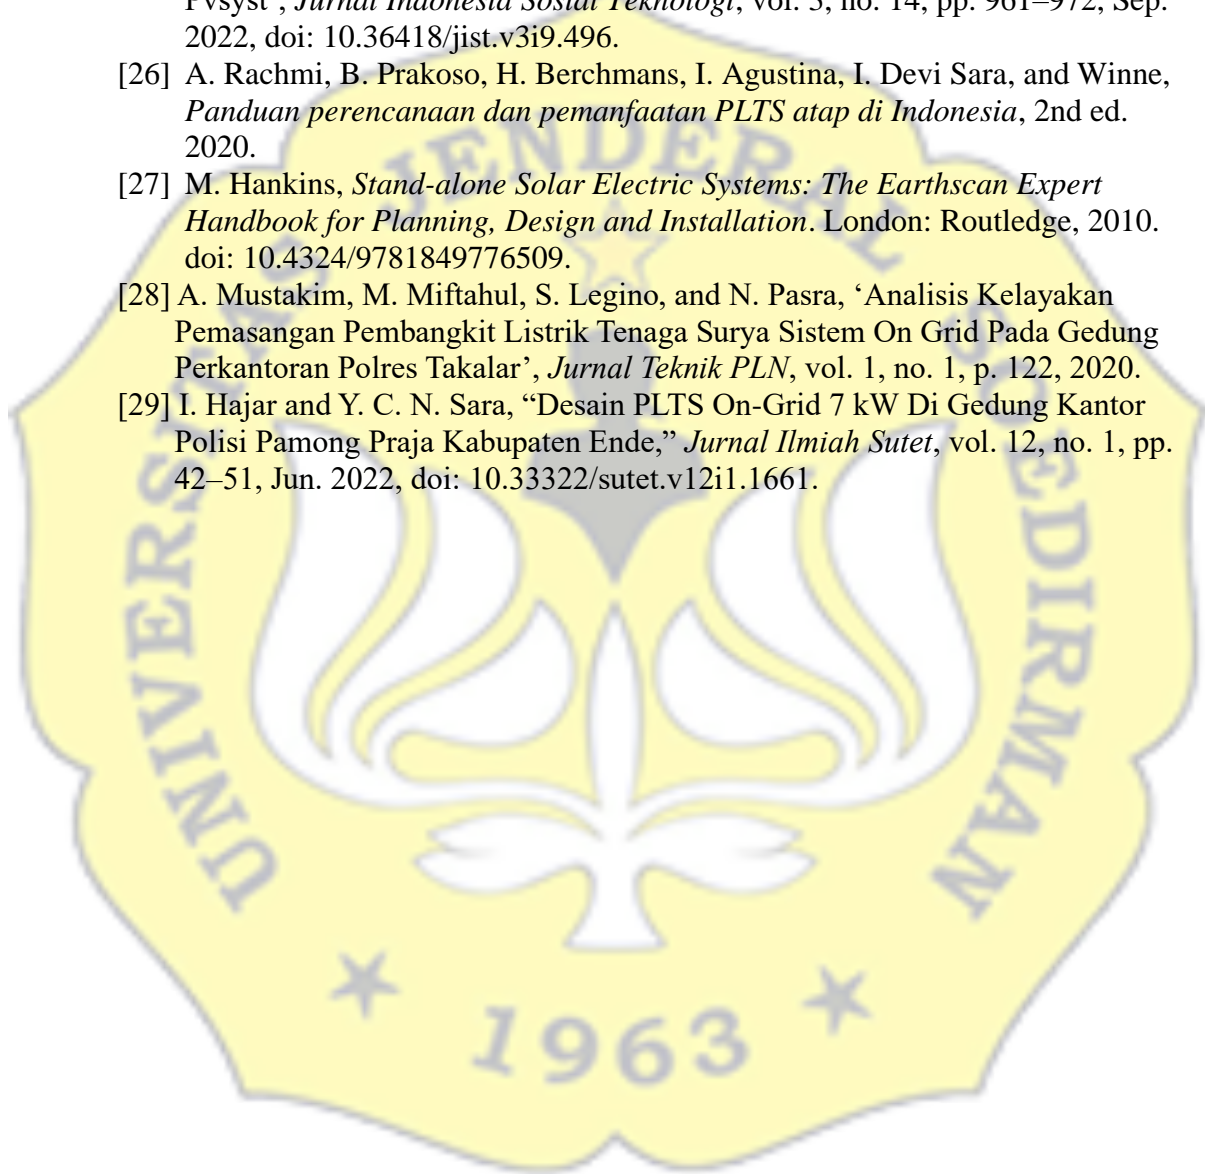 Pvsyst', Jurnal Indonesia Sosial Teknologi, vol. 3, no. 14, pp. 961–972, Sep.
2022, doi: 10.36418/jist.v3i9.496.
[26] A. Rachmi, B. Prakoso, H. Berchmans, I. Agustina, I. Devi Sara, and Winne,
Panduan perencanaan dan pemanfaatan PLTS atap di Indonesia, 2nd ed.
2020.
[27] M. Hankins, Stand-alone Solar Electric Systems: The Earthscan Expert
Handbook for Planning, Design and Installation. London: Routledge, 2010.
doi: 10.4324/9781849776509.
[28] A. Mustakim, M. Miftahul, S. Legino, and N. Pasra, ‘Analisis Kelayakan
Pemasangan Pembangkit Listrik Tenaga Surya Sistem On Grid Pada Gedung
Perkantoran Polres Takalar’, Jurnal Teknik PLN, vol. 1, no. 1, p. 122, 2020.
[29] I. Hajar and Y. C. N. Sara, “Desain PLTS On-Grid 7 kW Di Gedung Kantor
Polisi Pamong Praja Kabupaten Ende,” Jurnal Ilmiah Sutet, vol. 12, no. 1, pp.
42–51, Jun. 2022, doi: 10.33322/sutet.v12i1.1661.
UNIVERSITAS JENDERAL SOEDIRMAN
1963